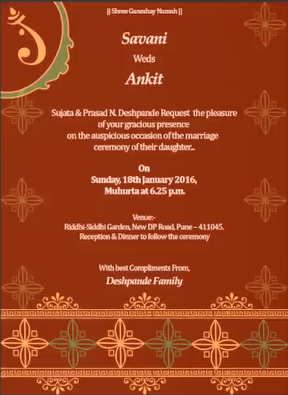 || Shree Ganeshay Namah ||
Savani
Weds
Ankit
Sujata & Prasad N. Deshpande Request the pleasure
of your gracious presence
on the auspicious occasion of the marriage
ceremony of their daughter..
On
Sunday, 18th January 2016,
Muhurta at 6.25 p.m.
Venue:-
Riddhi-Siddhi Garden, New DP Road, Pune – 411045.
Reception & Dinner to follow the ceremony
With best Compliments From,
Deshpande Family